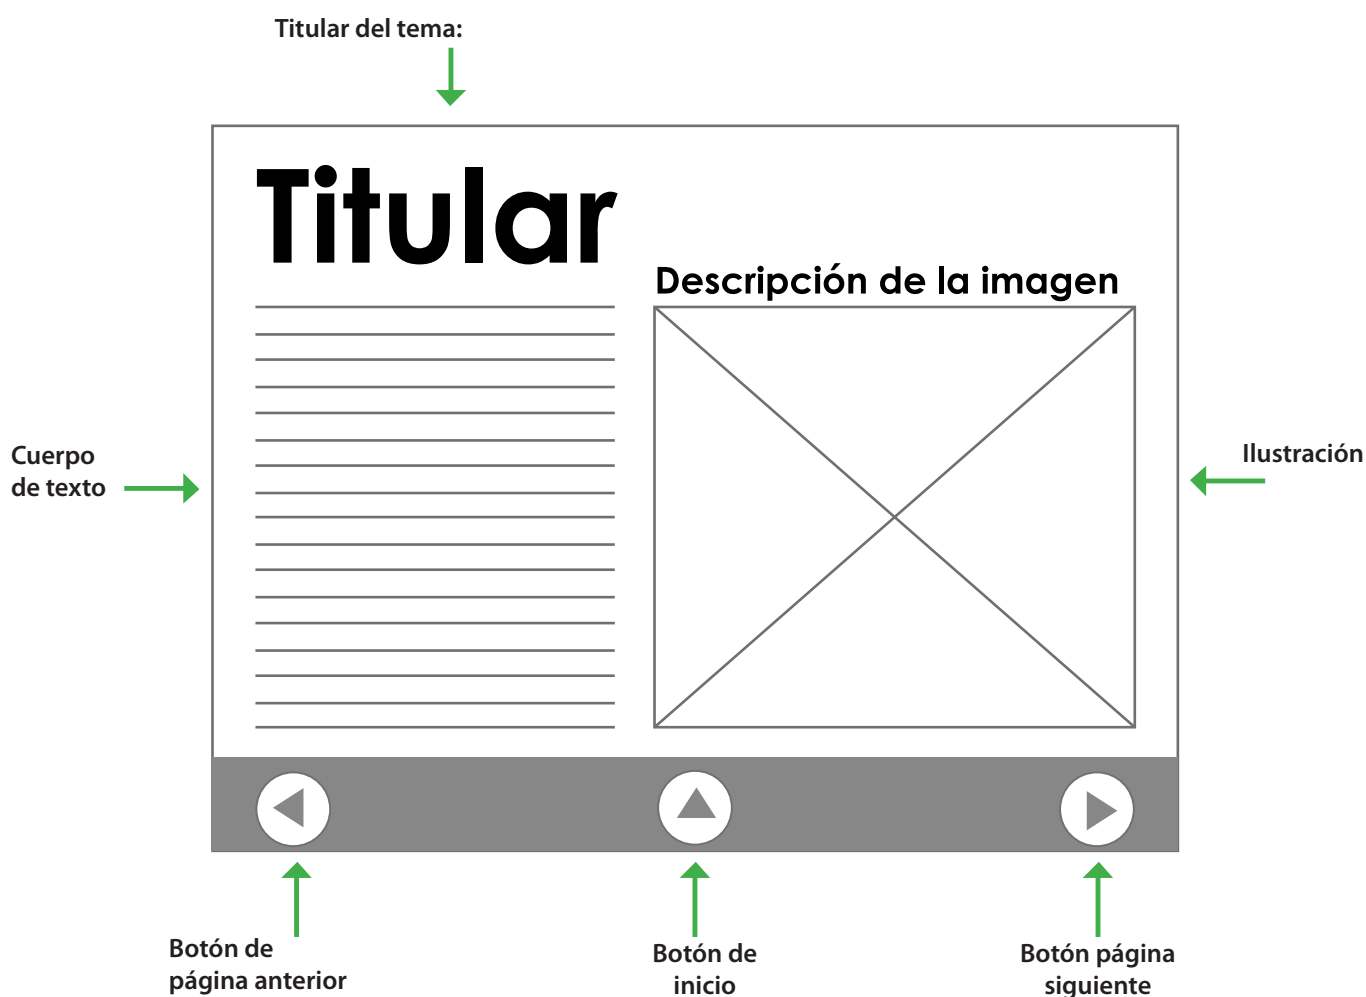 Titular del tema:
Titular
Descripción de la imagen
Cuerpo
de texto
Ilustración
Botón de
página anterior
Botón de
inicio
Botón página
siguiente